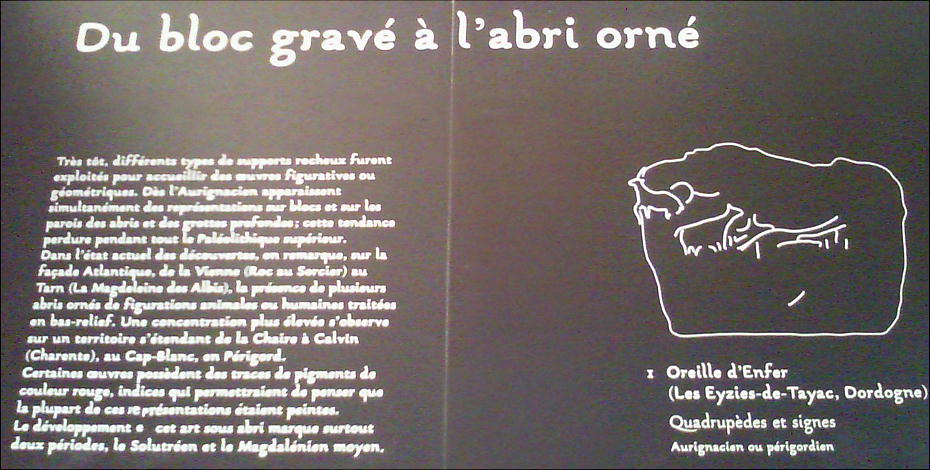 Du bloc gravé à l'abri orné
Très tôt, différents types de supports rocheux furent
exploités pour accueillir des œuvres figuratives ou
géométriques. Dès l'Aurignacien apparaissent
simultanément des représentations sur blocs et sur les
parois des abris et des grottes profondes ; cette tendance
perdure pendant tout le Paléolithique supérieur.
Dans l'état actuel des découvertes, on remarque, sur la
façade Atlantique, de la Vienne (Roc au Sorcier) au
Tarn (La Magdeleine des Albis), la présence de plusieurs
abris ornés de figurations animales ou humaines traitées
en bas-relief. Une concentration plus élevée s'observe
sur un territoire s'étendant de la Chaire à Calvin
(Charente), au Cap-Blanc, en Périgord.
Certaines œuvres possèdent des traces de pigments de
couleur rouge, indices qui permettraient de penser que
la plupart de ces représentations étaient peintes.
Le développement e cet art sous abri marque surtout
deux périodes, le Solutréen et le Magdalénien moyen.
1 Oreille d'Enfer
(Les Eyzies-de-Tayac, Dordogne)
Quadrupèdes et signes
Aurignacien ou périgordien